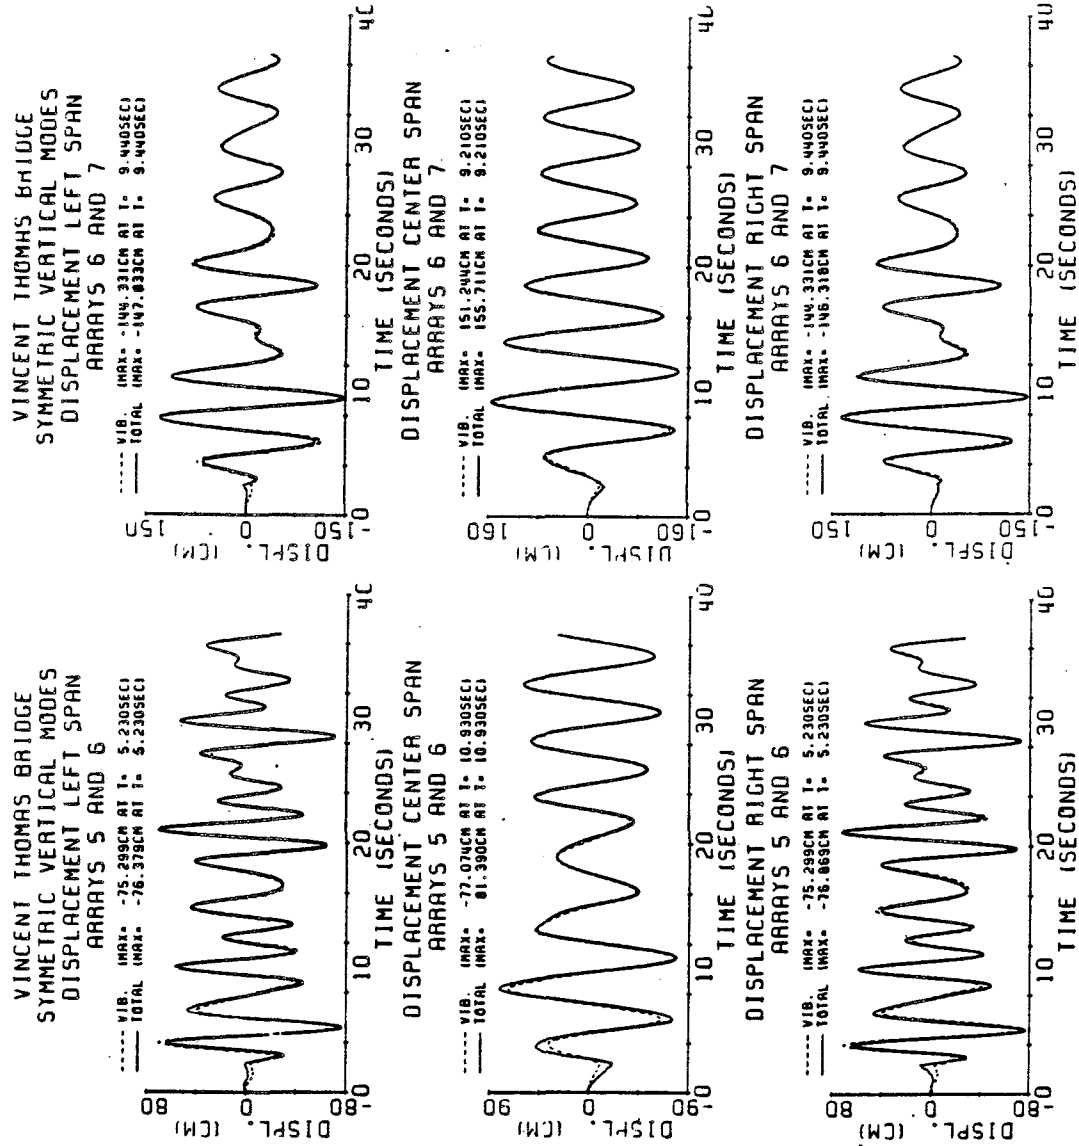 VINCENT THOMAS BRIDGE
SYMMETRIC VERTICAL MODES
DISPLACEMENT LEFT SPAN
ARRAYS 5 AND 6
----- VIB. (MAX= -75.299CM AT T= 5.230SEC)
—— TOTAL (MAX= -76.379CM AT T= 5.230SEC)
DISPL. (CM)
80
0
-80
0 10 20 30 40
TIME (SECONDS)
DISPLACEMENT CENTER SPAN
ARRAYS 5 AND 6
----- VIB. (MAX= -77.074CM AT T= 10.930SEC)
—— TOTAL (MAX= 81.390CM AT T= 10.930SEC)
DISPL. (CM)
90
0
-90
0 10 20 30 40
TIME (SECONDS)
DISPLACEMENT RIGHT SPAN
ARRAYS 5 AND 6
----- VIB. (MAX= -75.299CM AT T= 5.230SEC)
—— TOTAL (MAX= -76.869CM AT T= 5.230SEC)
DISPL. (CM)
80
0
-80
0 10 20 30 40
TIME (SECONDS)
VINCENT THOMAS BRIDGE
SYMMETRIC VERTICAL MODES
DISPLACEMENT LEFT SPAN
ARRAYS 6 AND 7
----- VIB. (MAX= -144.331CM AT T= 9.440SEC)
—— TOTAL (MAX= -147.833CM AT T= 9.440SEC)
DISPL. (CM)
150
0
-150
0 10 20 30 40
TIME (SECONDS)
DISPLACEMENT CENTER SPAN
ARRAYS 6 AND 7
----- VIB. (MAX= 151.244CM AT T= 9.210SEC)
—— TOTAL (MAX= 155.711CM AT T= 9.210SEC)
DISPL. (CM)
160
0
-160
0 10 20 30 40
TIME (SECONDS)
DISPLACEMENT RIGHT SPAN
ARRAYS 6 AND 7
----- VIB. (MAX= -144.331CM AT T= 9.440SEC)
—— TOTAL (MAX= -146.318CM AT T= 9.440SEC)
DISPL. (CM)
150
0
-150
0 10 20 30 40
TIME (SECONDS)